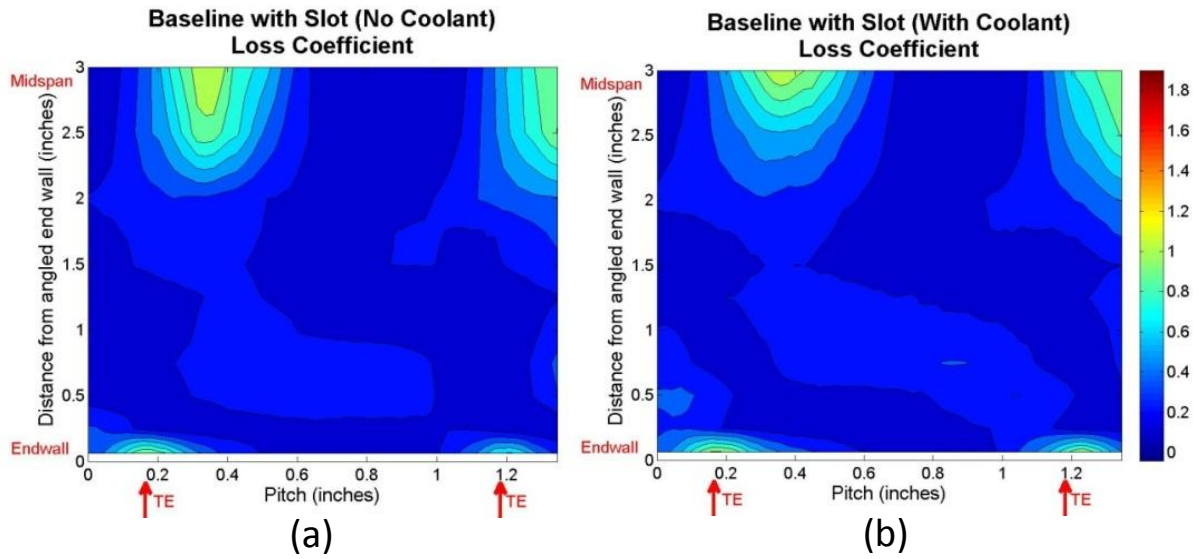 Baseline with Slot (No Coolant)
Loss Coefficient
Midspan
Endwall
Distance from angled end wall (inches)
3
2.5
2
1.5
1
0.5
0
0 0.2 0.4 0.6 0.8 1 1.2
Pitch (inches)
TE
TE
(a)
Baseline with Slot (With Coolant)
Loss Coefficient
Midspan
Endwall
Distance from angled end wall (inches)
3
2.5
2
1.5
1
0.5
0
0 0.2 0.4 0.6 0.8 1 1.2
Pitch (inches)
TE
TE
(b)
1.8
1.6
1.4
1.2
1
0.8
0.6
0.4
0.2
0